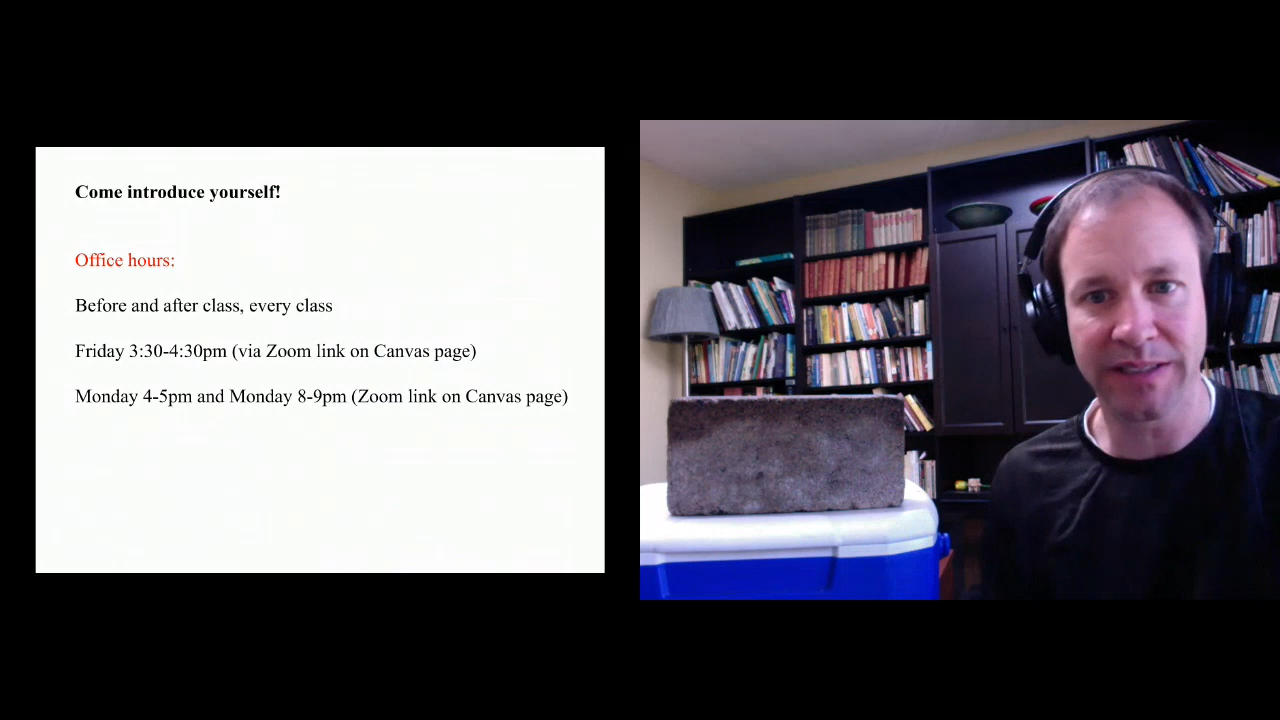 Come introduce yourself!
Office hours:
Before and after class, every class
Friday 3:30-4:30pm (via Zoom link on Canvas page)
Monday 4-5pm and Monday 8-9pm (Zoom link on Canvas page)